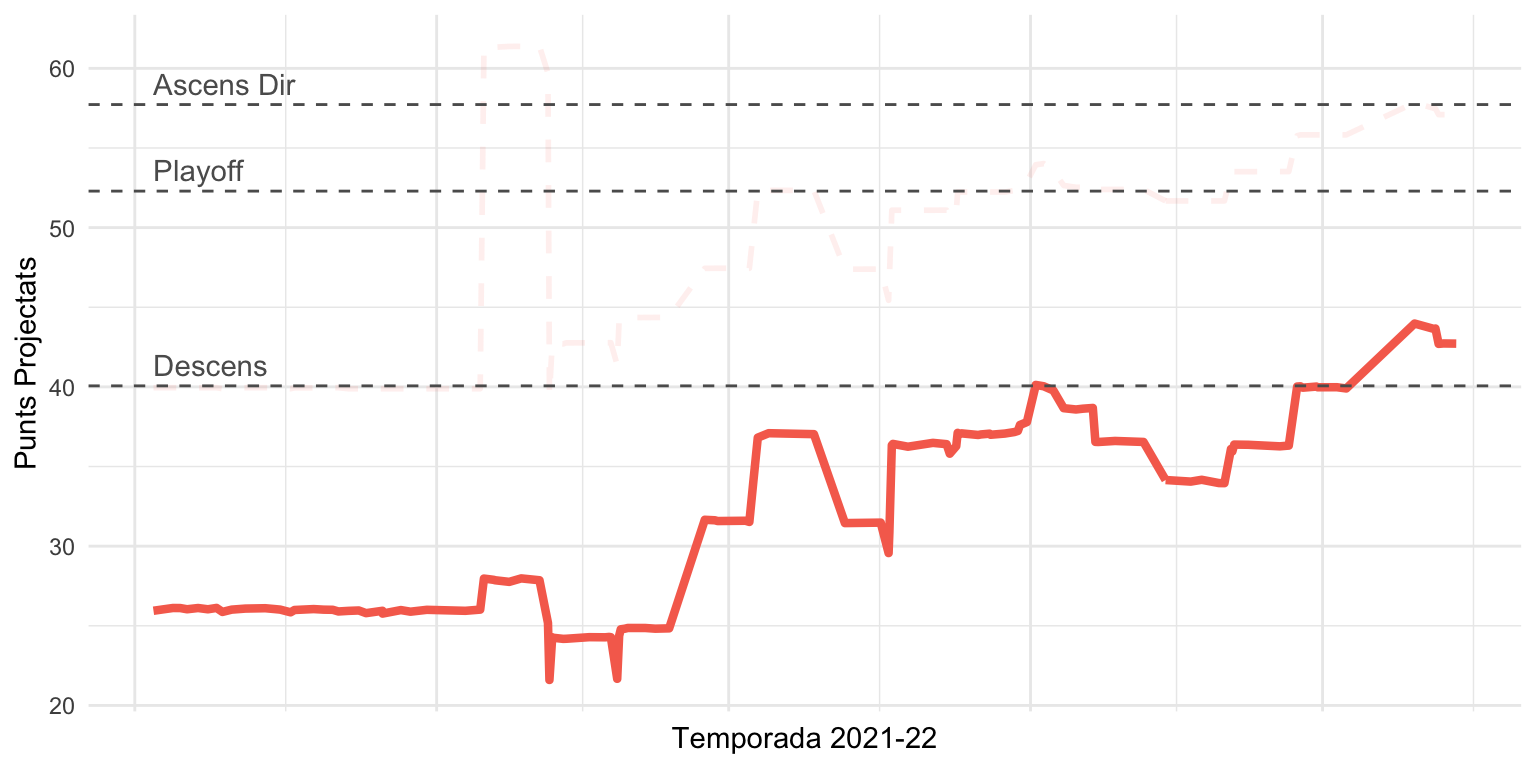 60
Ascens Dir
Playoff
50
Descens
40
30
20
Punts Projectats
Temporada 2021-22